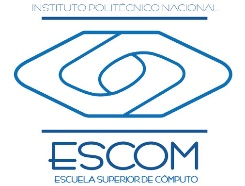 INSTITUTO POLITÉCNICO NACIONAL
ESCOM
ESCUELA SUPERIOR DE CÓMPUTO